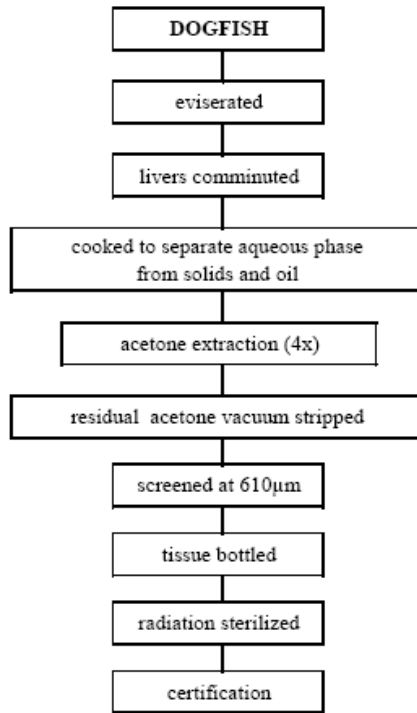 DOGFISH
eviserated
livers comminuted
cooked to separate aqueous phase
from solids and oil
acetone extraction (4x)
residual acetone vacuum stripped
screened at 610µm
tissue bottled
radiation sterilized
certification